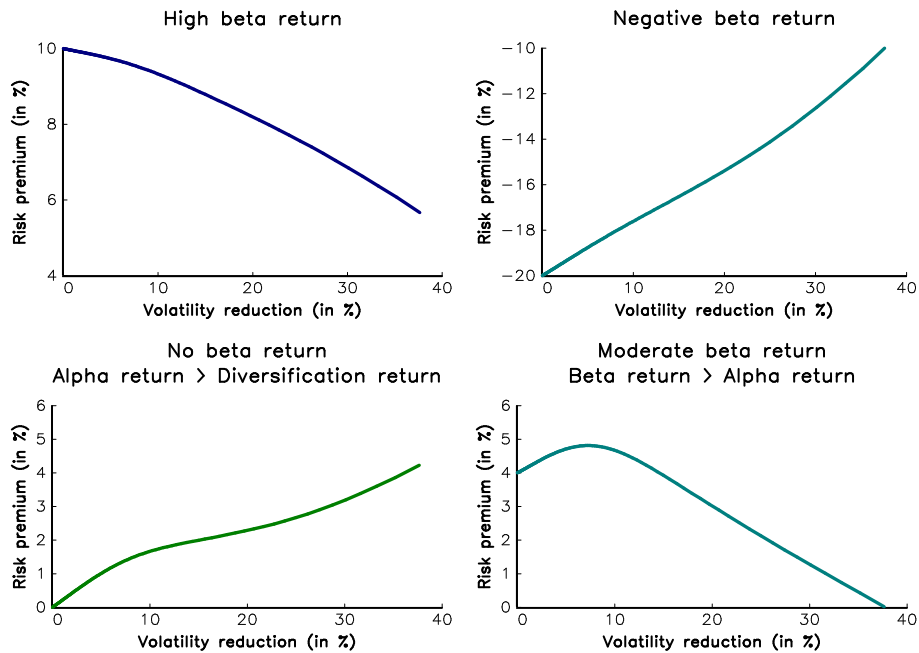 High beta return
Risk premium (in %)
10
8
6
4
0 10 20 30 40
Volatility reduction (in %)
Negative beta return
Risk premium (in %)
−10
−12
−14
−16
−18
−20
0 10 20 30 40
Volatility reduction (in %)
No beta return
Alpha return > Diversification return
Risk premium (in %)
6
5
4
3
2
1
0
0 10 20 30 40
Volatility reduction (in %)
Moderate beta return
Beta return > Alpha return
Risk premium (in %)
6
5
4
3
2
1
0
0 10 20 30 40
Volatility reduction (in %)